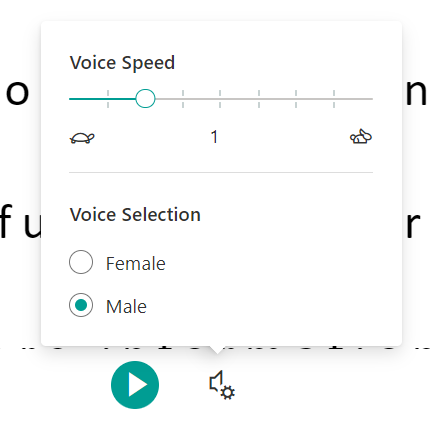 Voice Speed
o n
1
f u r
Voice Selection
Female
Male